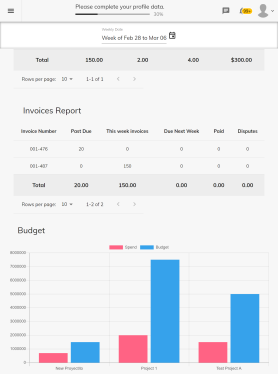 Please complete your profile data.
30%
Weekly Data
Week of Feb 28 to Mar 06
Total 150.00 2.00 4.00 $300.00
Rows per page: 10 1-1 of 1
Invoices Report
Invoice Number Past Due This week Invoices Due Next Week Paid Disputes
001-476 20 0 0 0 0
001-487 0 150 0 0 0
Total 20.00 150.00 0.00 0.00 0.00
Rows per page: 10 1-2 of 2
Budget
Spend Budget
8000000
7000000
6000000
5000000
4000000
3000000
2000000
1000000
0
New Projectits Project 1 Test Project A